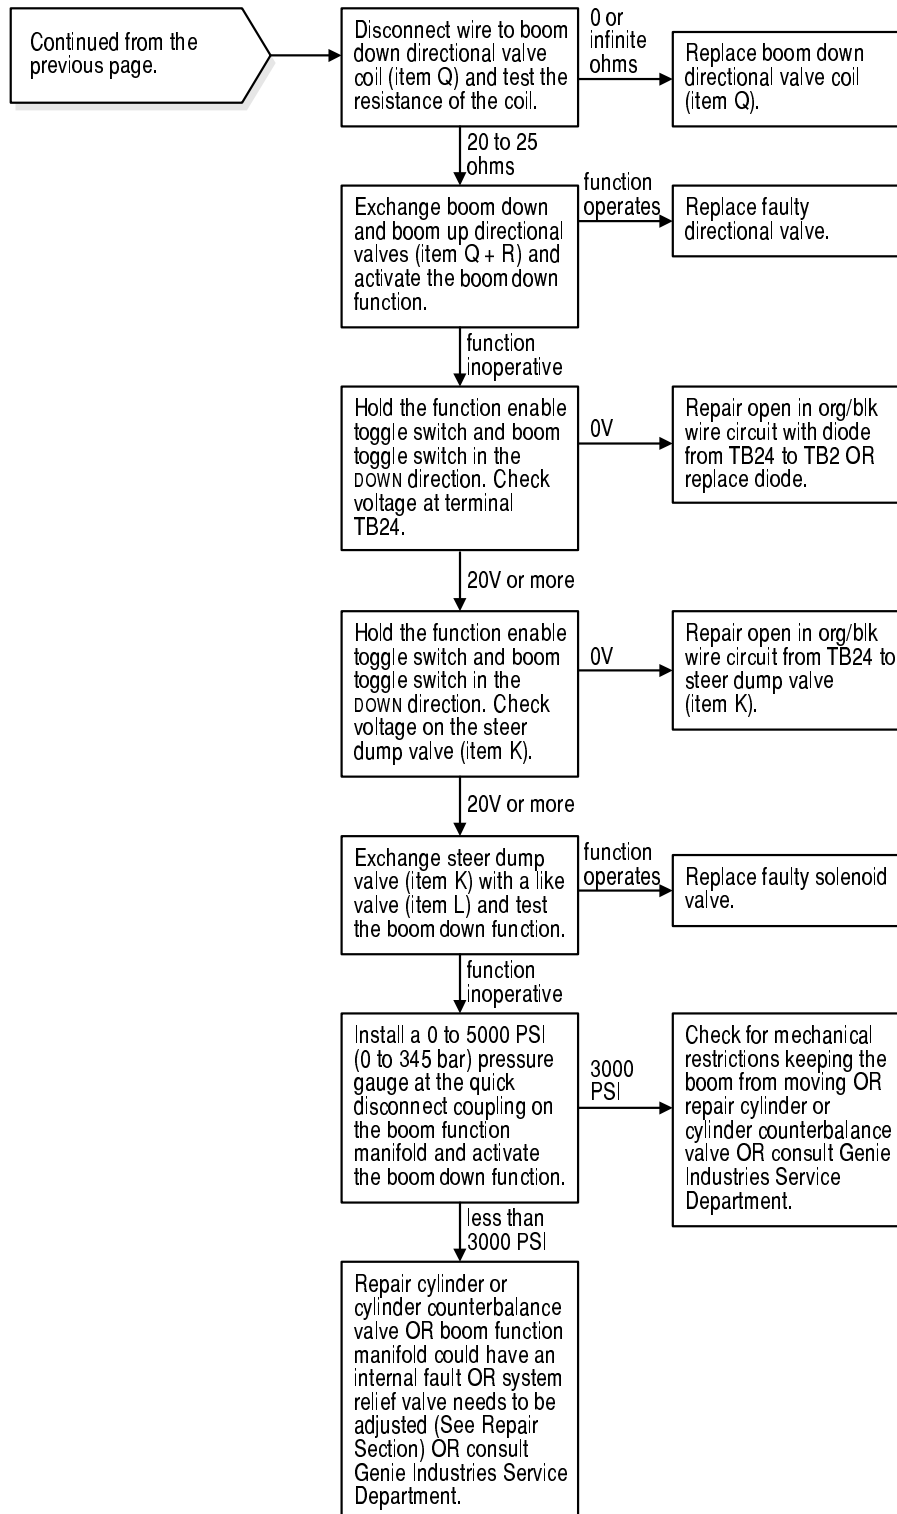 Continued from the
previous page.
Disconnect wire to boom
down directional valve
coil (item Q) and test the
resistance of the coil.
0 or
infinite
ohms
Replace boom down
directional valve coil
(item Q).
20 to 25
ohms
Exchange boom down
and boom up directional
valves (item Q + R) and
activate the boom down
function.
function
operates
Replace faulty
directional valve.
function
inoperative
Hold the function enable
toggle switch and boom
toggle switch in the
DOWN direction. Check
voltage at terminal
TB24.
0V
Repair open in org/blk
wire circuit with diode
from TB24 to TB2 OR
replace diode.
20V or more
Hold the function enable
toggle switch and boom
toggle switch in the
DOWN direction. Check
voltage on the steer
dump valve (item K).
0V
Repair open in org/blk
wire circuit from TB24 to
steer dump valve
(item K).
20V or more
Exchange steer dump
valve (item K) with a like
valve (item L) and test
the boom down function.
function
operates
Replace faulty solenoid
valve.
function
inoperative
Install a 0 to 5000 PSI
(0 to 345 bar) pressure
gauge at the quick
disconnect coupling on
the boom function
manifold and activate
the boom down function.
3000
PSI
Check for mechanical
restrictions keeping the
boom from moving OR
repair cylinder or
cylinder counterbalance
valve OR consult Genie
Industries Service
Department.
less than
3000 PSI
Repair cylinder or
cylinder counterbalance
valve OR boom function
manifold could have an
internal fault OR system
relief valve needs to be
adjusted (See Repair
Section) OR consult
Genie Industries Service
Department.